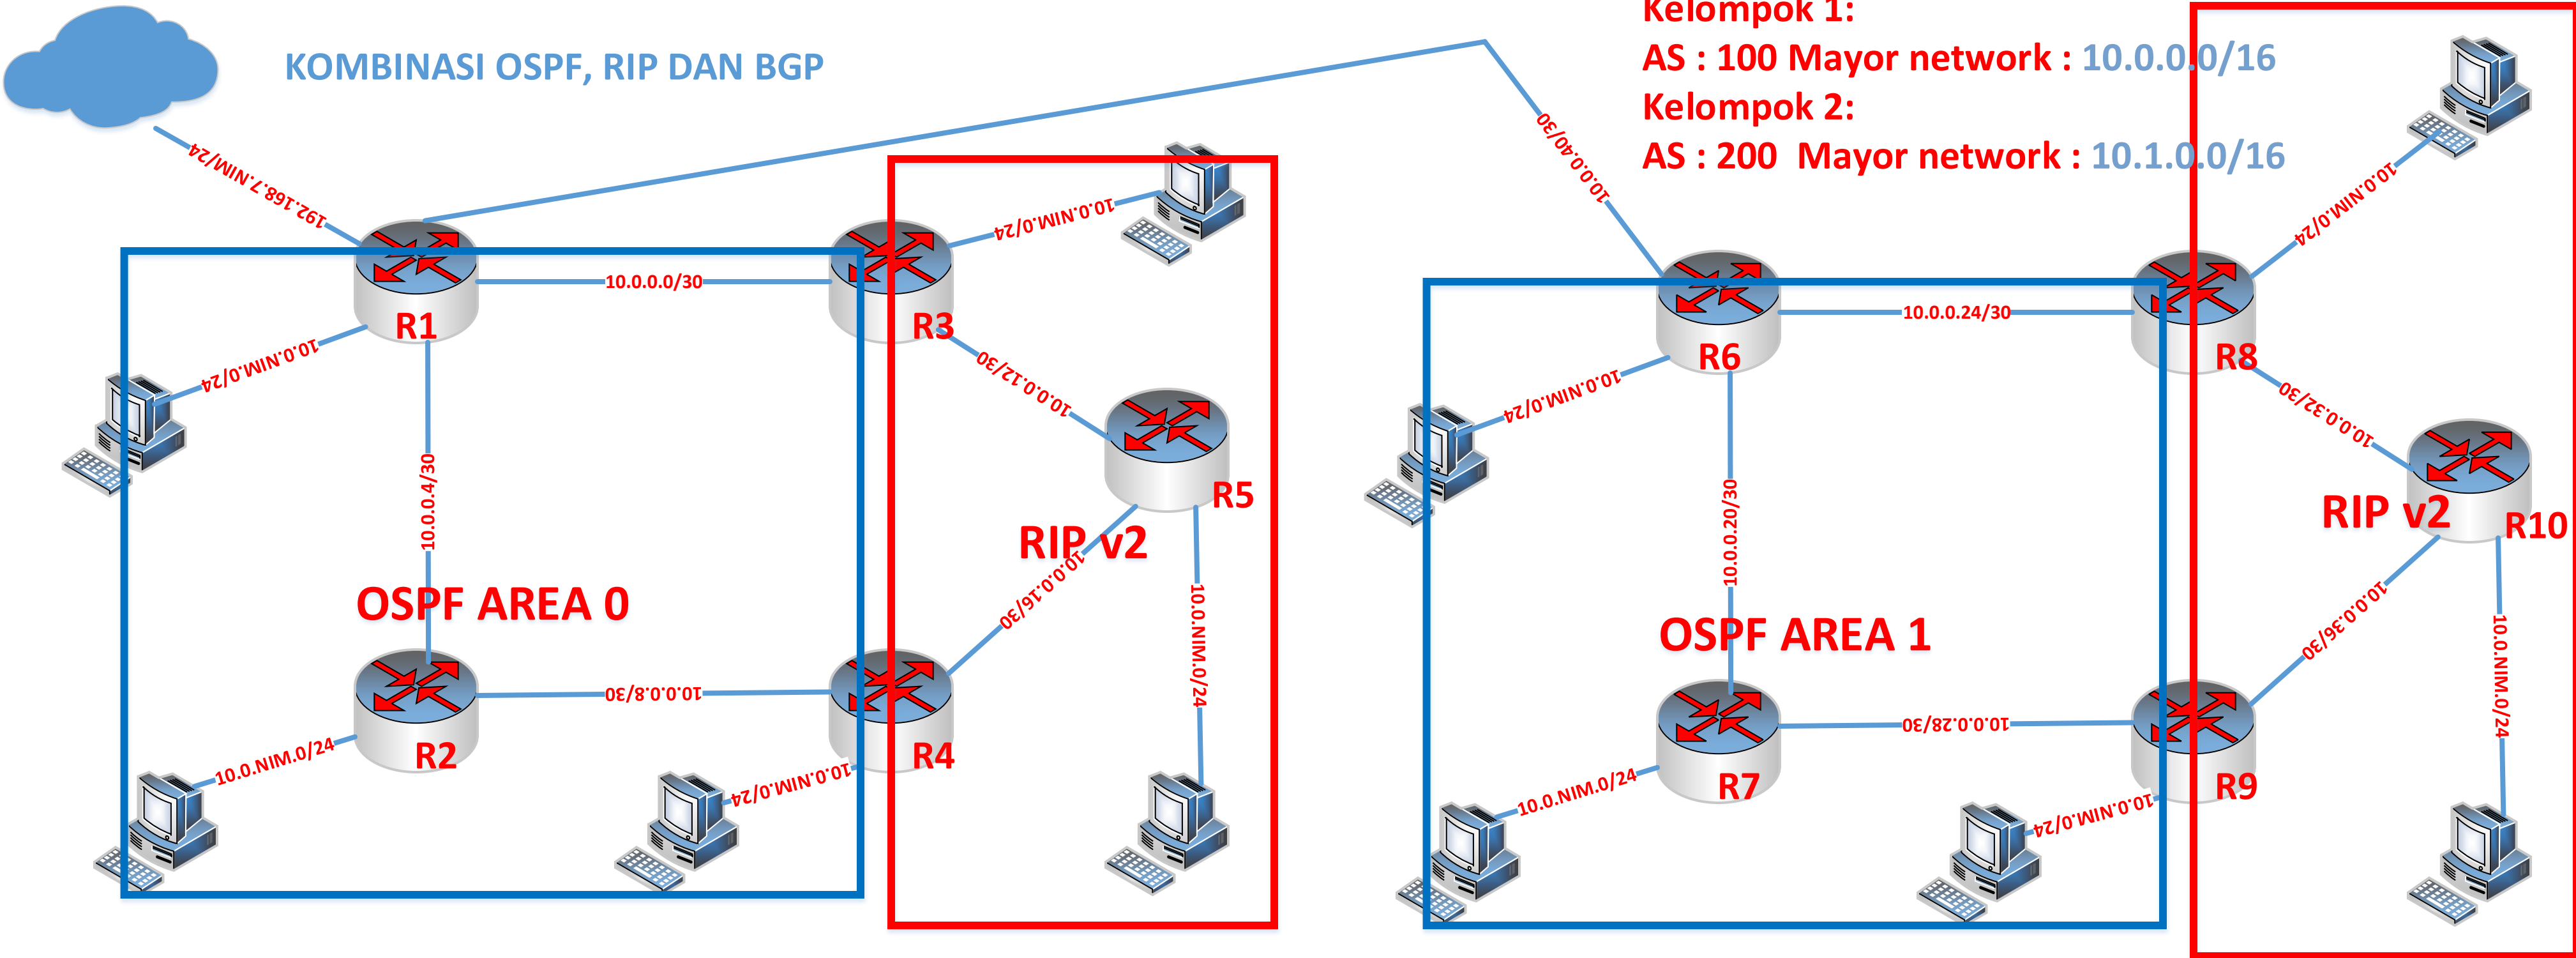 KOMBINASI OSPF, RIP DAN BGP
Kelompok 1:
AS : 100 Mayor network : 10.0.0.0/16
Kelompok 2:
AS : 200 Mayor network : 10.1.0.0/16
192.168.7.NIM/24
10.0.0.40/30
R1
10.0.0.0/30
R3
10.0.NIM.0/24
10.0.NIM.0/24
10.0.0.4/30
10.0.0.12/30
R5
RIP v2
10.0.0.16/30
10.0.NIM.0/24
OSPF AREA 0
R2
10.0.0.8/30
R4
10.0.NIM.0/24
10.0.NIM.0/24
R6
10.0.0.24/30
R8
10.0.NIM.0/24
10.0.NIM.0/24
10.0.0.20/30
10.0.0.32/30
RIP v2
R10
10.0.0.36/30
10.0.NIM.0/24
OSPF AREA 1
R7
10.0.0.28/30
R9
10.0.NIM.0/24
10.0.NIM.0/24